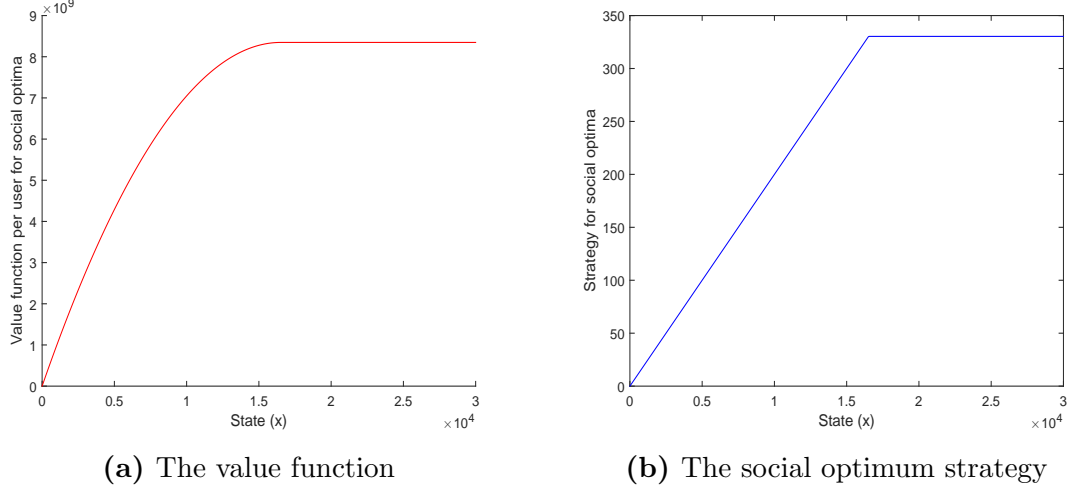 ×10^9
9
8
7
6
5
4
3
2
1
0
Value function per user for social optima
0 0.5 1 1.5 2 2.5 3
State (x) ×10^4
350
300
250
200
150
100
50
0
Strategy for social optima
0 0.5 1 1.5 2 2.5 3
State (x) ×10^4
(a) The value function
(b) The social optimum strategy